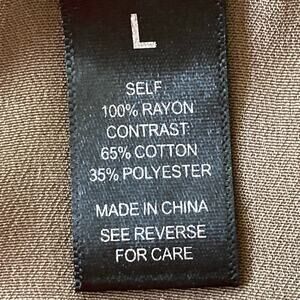 L
SELF
100% RAYON
CONTRAST
65% COTTON
35% POLYESTER
MADE IN CHINA
SEE REVERSE
FOR CARE